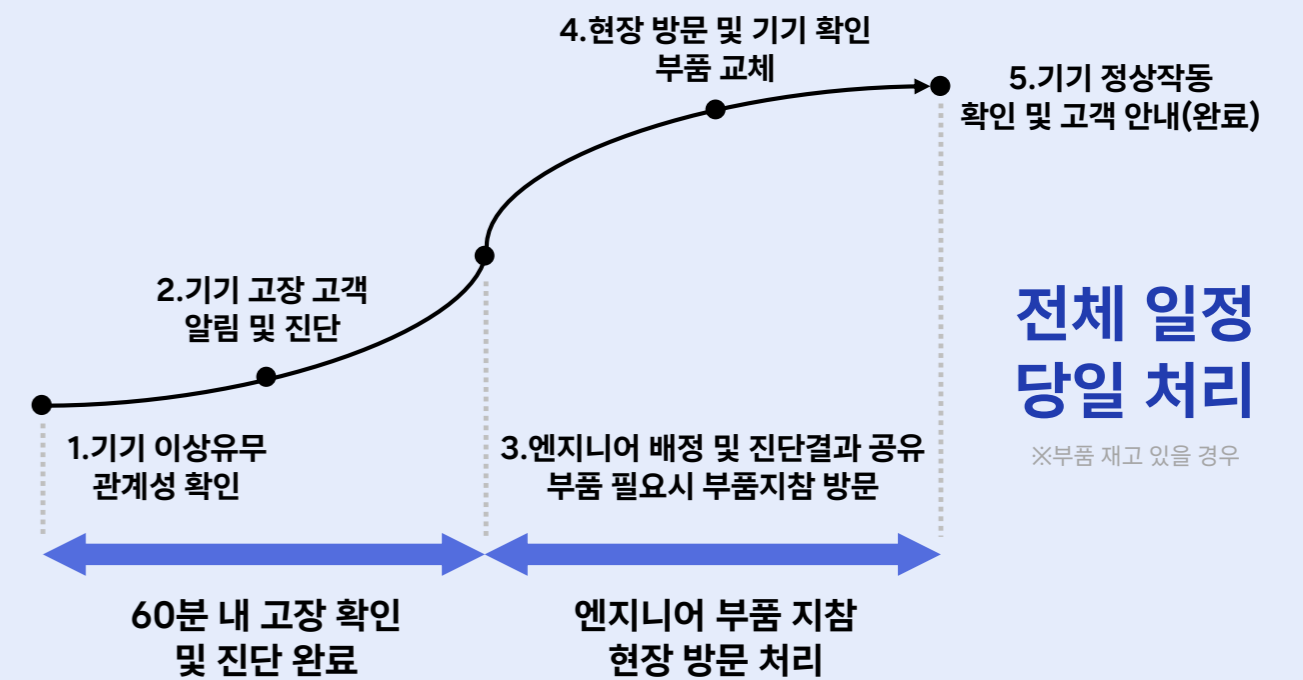 4.현장 방문 및 기기 확인
부품 교체
5.기기 정상작동
확인 및 고객 안내(완료)
2.기기 고장 고객
알림 및 진단
전체 일정
당일 처리
※부품 재고 있을 경우
1.기기 이상유무
관계성 확인
3.엔지니어 배정 및 진단결과 공유
부품 필요시 부품지참 방문
60분 내 고장 확인
및 진단 완료
엔지니어 부품 지참
현장 방문 처리